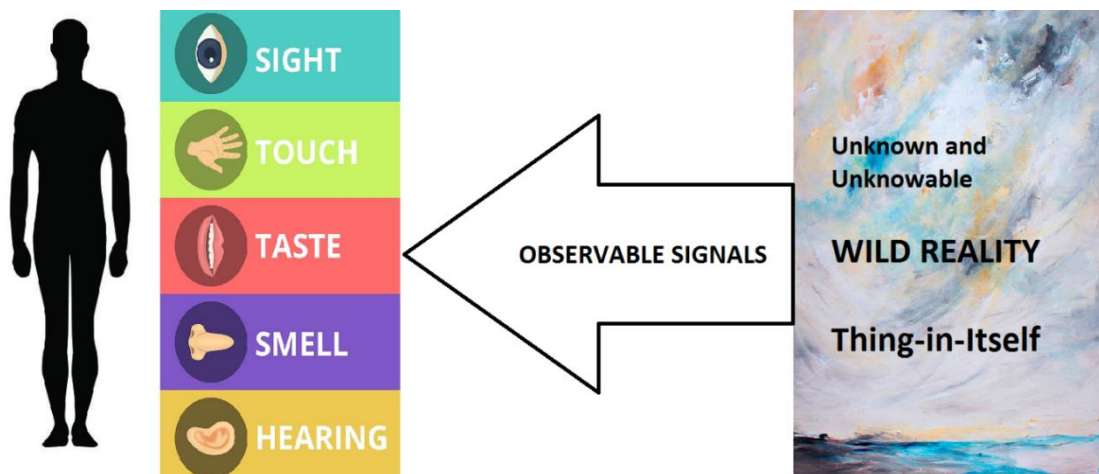 SIGHT
TOUCH
TASTE
SMELL
HEARING
OBSERVABLE SIGNALS
Unknown and
Unknowable
WILD REALITY
Thing-in-Itself